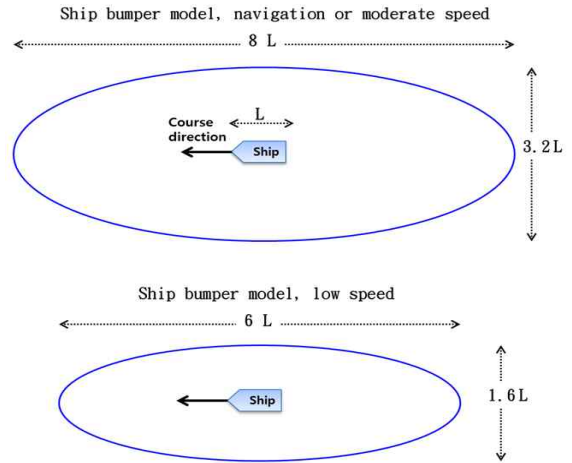 Ship bumper model, navigation or moderate speed
8 L
L
Course
direction
Ship
3.2L
Ship bumper model, low speed
6 L
Ship
1.6L